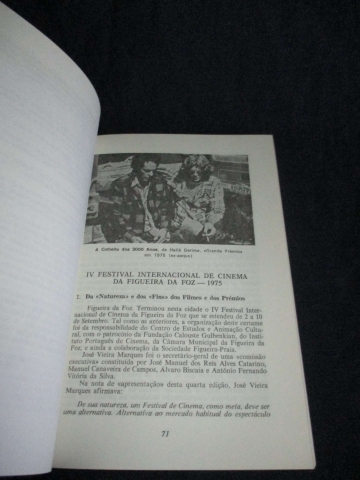 A Colheita dos 3000 Anos, de Hailé Gerima, «Grande Prémio»
em 1975 (ex-aequo)
IV FESTIVAL INTERNACIONAL DE CINEMA
DA FIGUEIRA DA FOZ — 1975
1. Da «Natureza» e dos «Fins» dos Filmes e dos Prémios
Figueira da Foz. Terminou nesta cidade o IV Festival Inter-
nacional de Cinema da Figueira da Foz que se estendeu de 2 a 10
de Setembro. Tal como as anteriores, a organização deste certame
foi da responsabilidade do Centro de Estudos e Animação Cultu-
ral, com o patrocínio da Fundação Calouste Gulbenkian, do Insti-
tuto Português do Cinema, da Câmara Municipal da Figueira da
Foz, e ainda a colaboração da Sociedade Figueira-Praia.
José Vieira Marques foi o secretário-geral de uma «comissão
executiva» constituída por José Manuel dos Reis Alves Catarino,
Manuel Canaveira de Campos, Álvaro Biscaia e António Fernando
Vitória da Silva.
Na nota de «apresentação» desta quarta edição, José Vieira
Marques afirmava:
De sua natureza, um Festival de Cinema, como meta, deve ser
uma alternativa. Alternativa ao mercado habitual do espectáculo
71